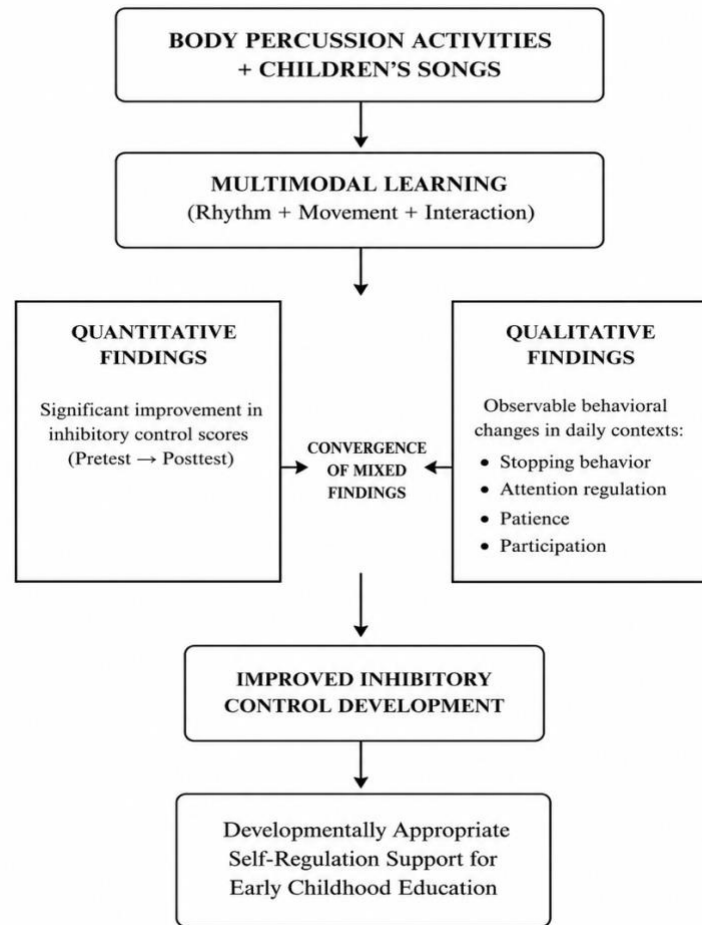 BODY PERCUSSION ACTIVITIES
+ CHILDREN’S SONGS
MULTIMODAL LEARNING
(Rhythm + Movement + Interaction)
QUANTITATIVE
FINDINGS
Significant improvement in
inhibitory control scores
(Pretest → Posttest)
CONVERGENCE
OF MIXED
FINDINGS
QUALITATIVE
FINDINGS
Observable behavioral
changes in daily contexts:
• Stopping behavior
• Attention regulation
• Patience
• Participation
IMPROVED INHIBITORY
CONTROL DEVELOPMENT
Developmentally Appropriate
Self-Regulation Support for
Early Childhood Education